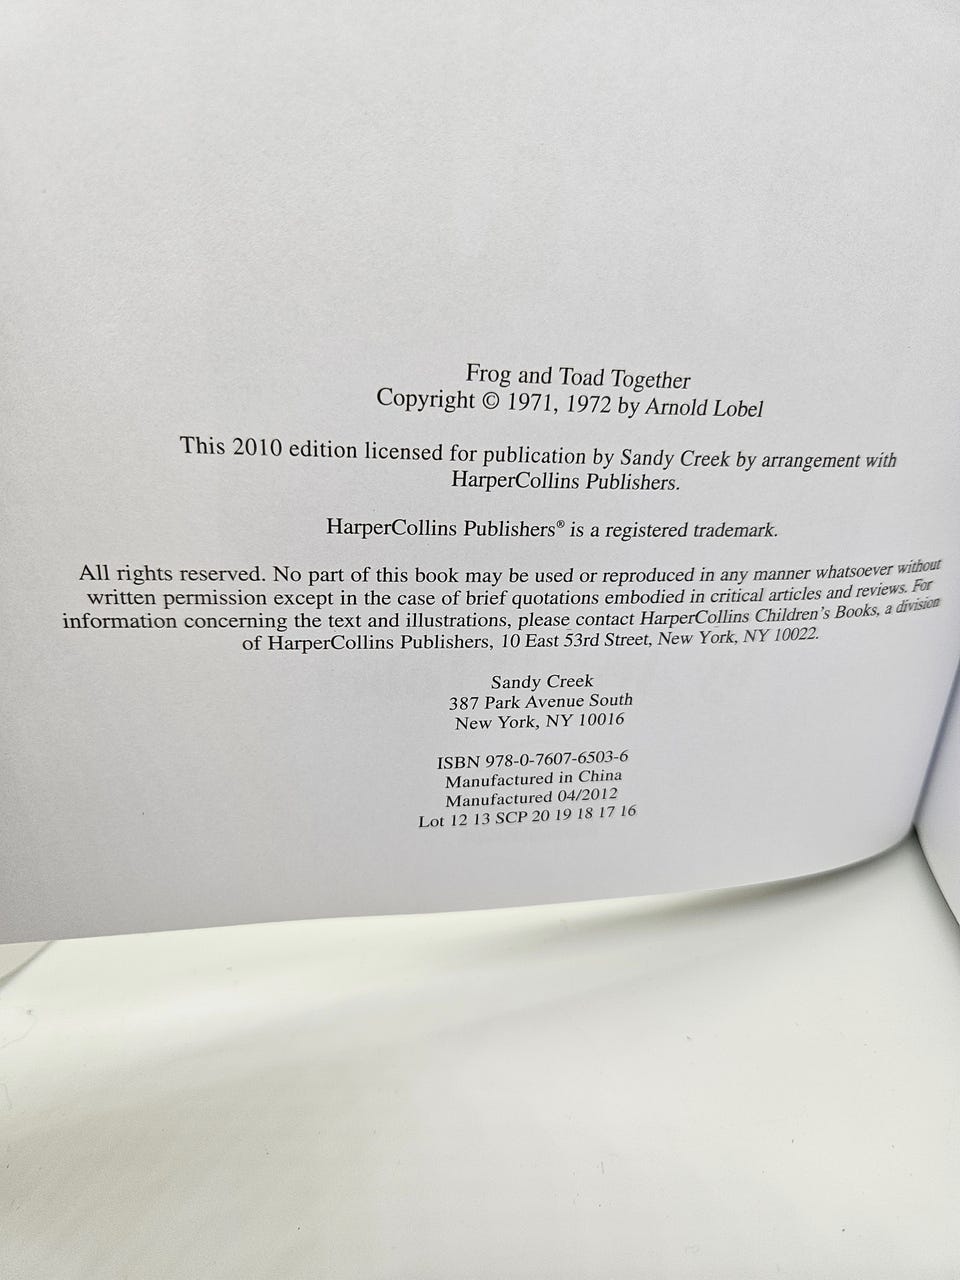 Frog and Toad Together
Copyright © 1971, 1972 by Arnold Lobel
This 2010 edition licensed for publication by Sandy Creek by arrangement with
HarperCollins Publishers.
HarperCollins Publishers® is a registered trademark.
All rights reserved. No part of this book may be used or reproduced in any manner whatsoever without
written permission except in the case of brief quotations embodied in critical articles and reviews. For
information concerning the text and illustrations, please contact HarperCollins Children's Books, a division
of HarperCollins Publishers, 10 East 53rd Street, New York, NY 10022.
Sandy Creek
387 Park Avenue South
New York, NY 10016
ISBN 978-0-7607-6503-6
Manufactured in China
Manufactured 04/2012
Lot 12 13 SCP 20 19 18 17 16